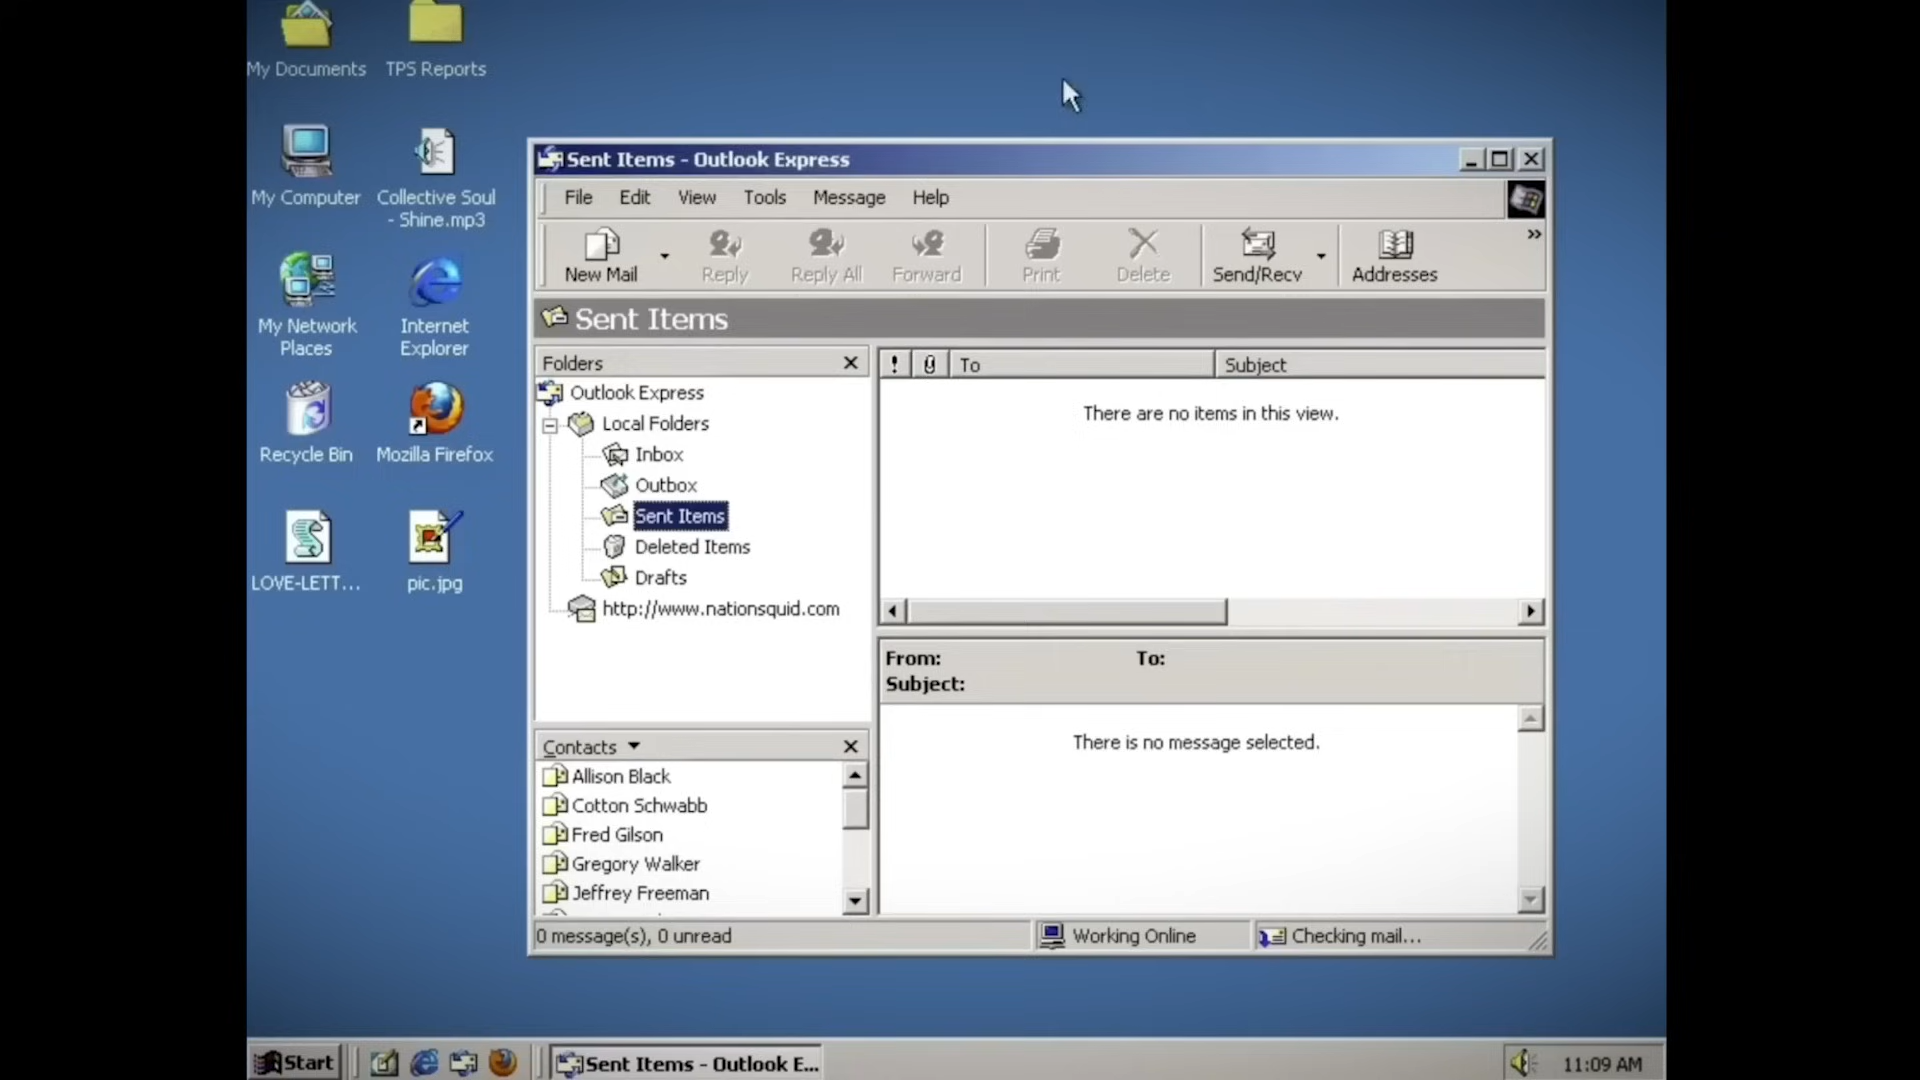 My Documents
TPS Reports
My Computer
Collective Soul
- Shine.mp3
My Network
Places
Internet
Explorer
Recycle Bin
Mozilla Firefox
LOVE-LETT...
pic.jpg
Sent Items - Outlook Express
File Edit View Tools Message Help
New Mail Reply Reply All Forward Print Delete Send/Recv Addresses
Sent Items
Folders
Outlook Express
Local Folders
Inbox
Outbox
Sent Items
Deleted Items
Drafts
http://www.nationsquid.com
Contacts
Allison Black
Cotton Schwabb
Fred Gilson
Gregory Walker
Jeffrey Freeman
! To Subject
There are no items in this view.
From: To:
Subject:
There is no message selected.
0 message(s), 0 unread Working Online Checking mail...
Start Sent Items - Outlook E... 11:09 AM